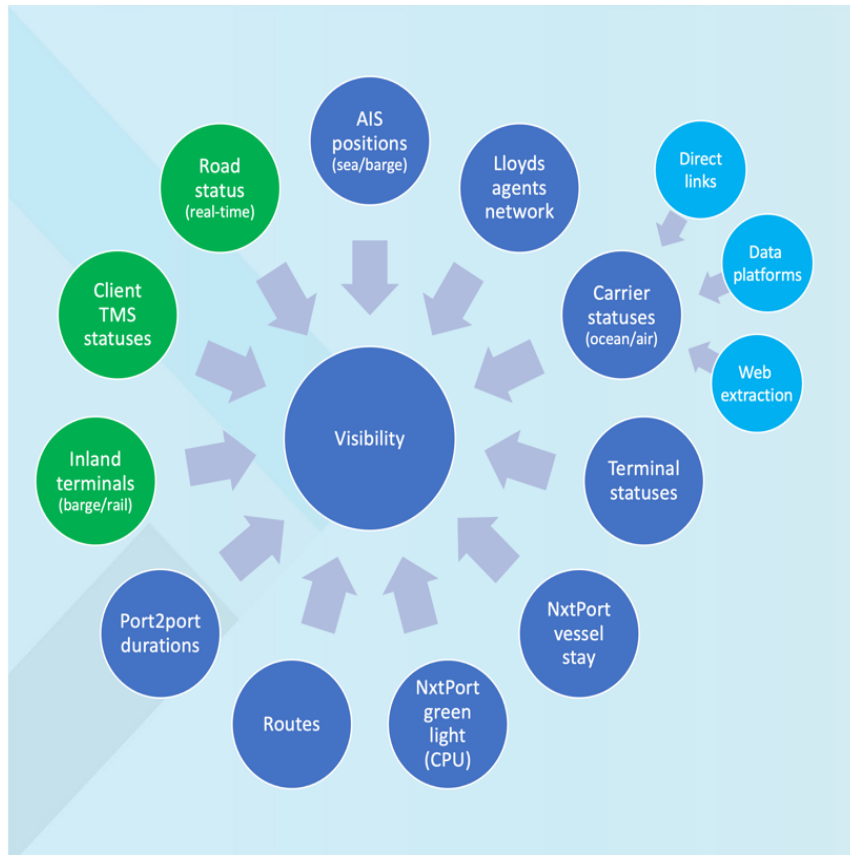 AIS
positions
(sea/barge)
Lloyds
agents
network
Direct
links
Data
platforms
Carrier
statuses
(ocean/air)
Web
extraction
Terminal
statuses
NxtPort
vessel
stay
NxtPort
green
light
(CPU)
Routes
Port2port
durations
Inland
terminals
(barge/rail)
Client
TMS
statuses
Road
status
(real-time)
Visibility